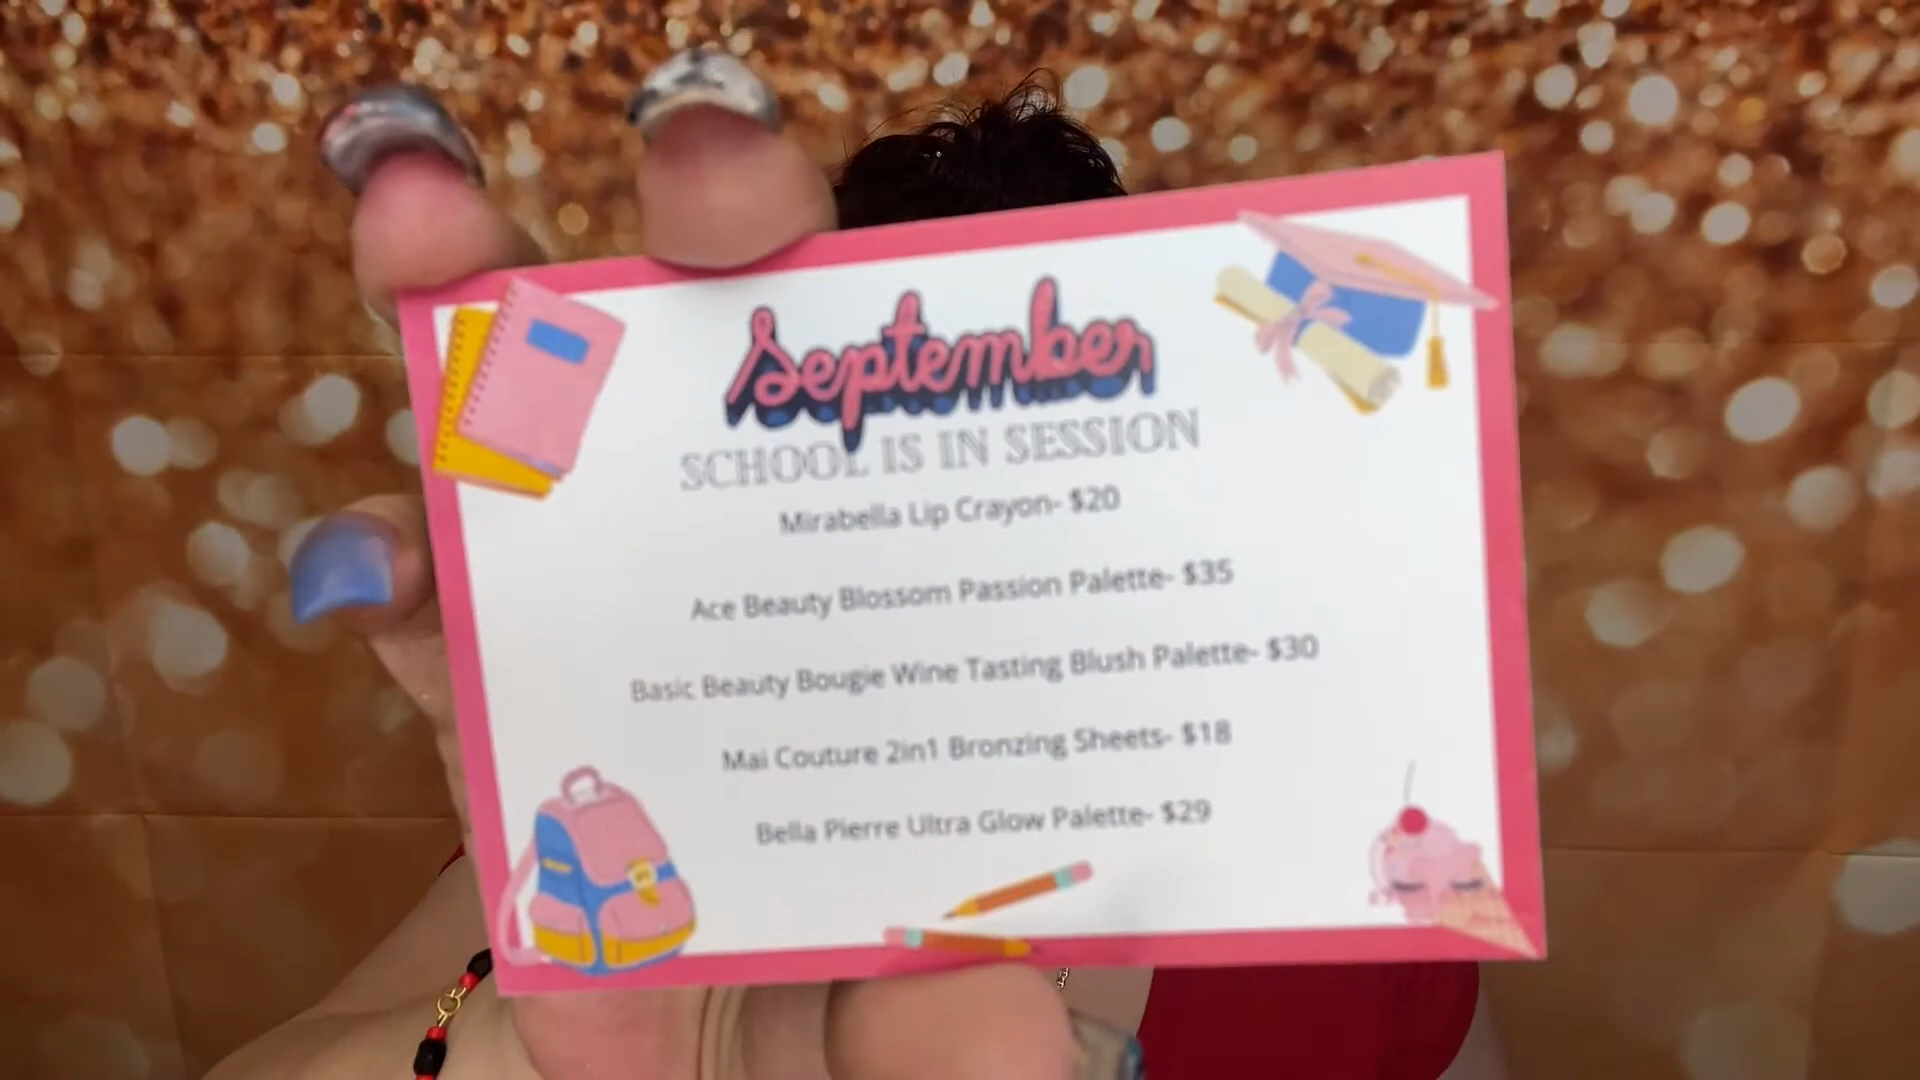 September
SCHOOL IS IN SESSION
Mirabella Lip Crayon- $20
Ace Beauty Blossom Passion Palette- $35
Basic Beauty Bougie Wine Tasting Blush Palette- $30
Mai Couture 2in1 Bronzing Sheets- $18
Bella Pierre Ultra Glow Palette- $29